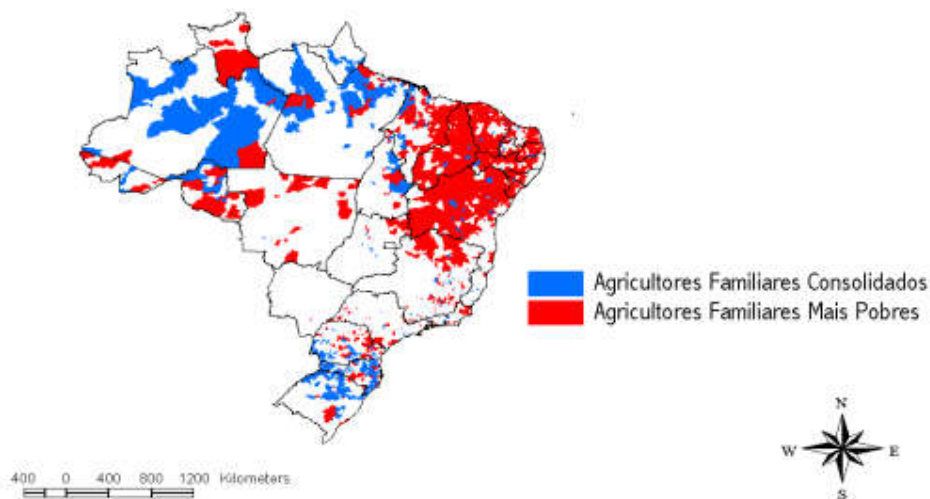 Agricultores Familiares Consolidados
Agricultores Familiares Mais Pobres
N
W E
S
400 0 400 800 1200 Kilometers